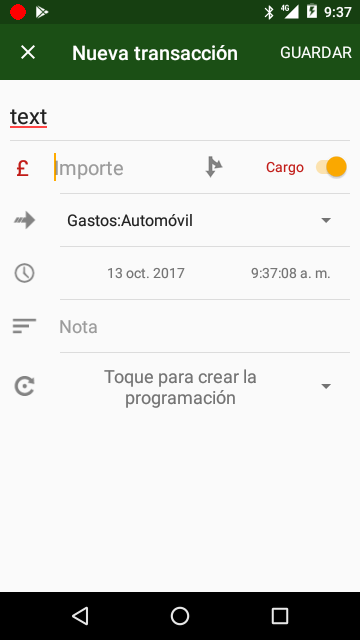 4G 9:37
Nueva transacción GUARDAR
text
£ Importe Cargo
Gastos:Automóvil
13 oct. 2017 9:37:08 a. m.
Nota
Toque para crear la
programación